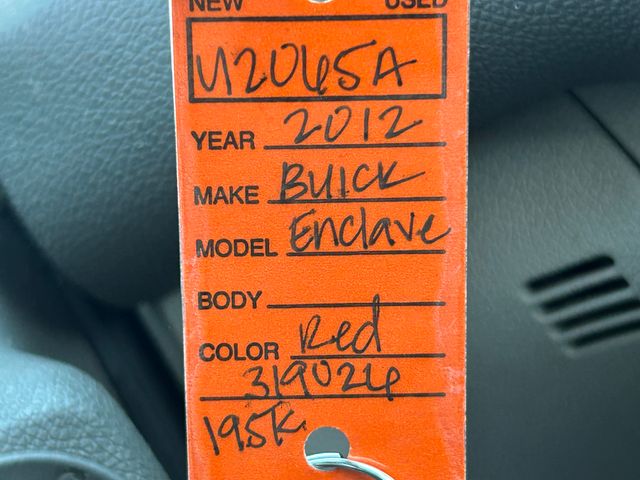 NEW USED
U2065A
YEAR 2012
MAKE BUICK
MODEL Enclave
BODY
COLOR Red
319026
195K